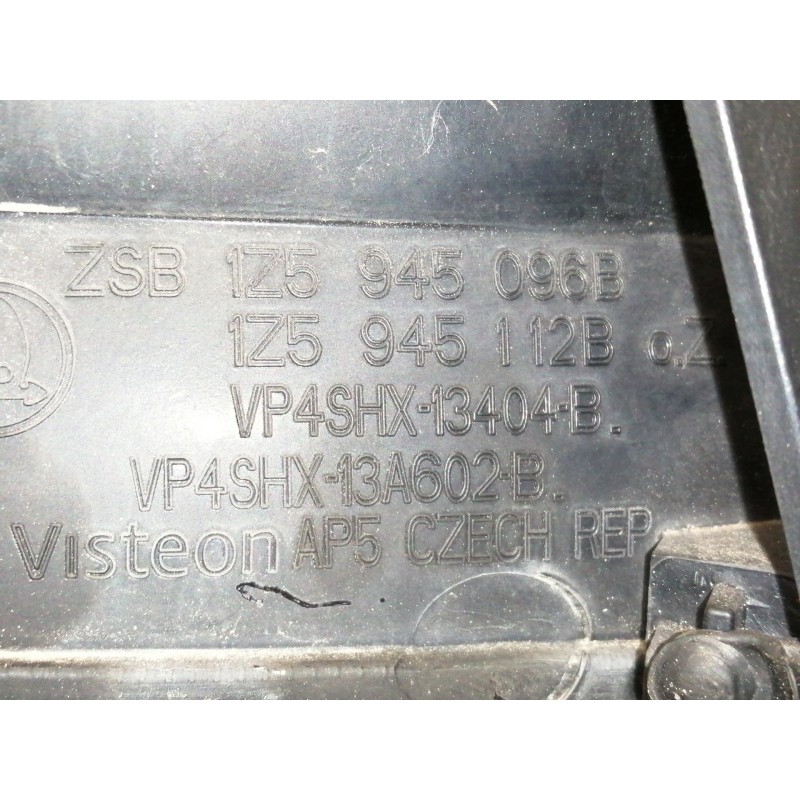 ZSB 1Z5 945 096B
1Z5 945 112B o.Z.
VP4SHX-13404-B.
VP4SHX-13A602-B.
Visteon AP5 CZECH REP